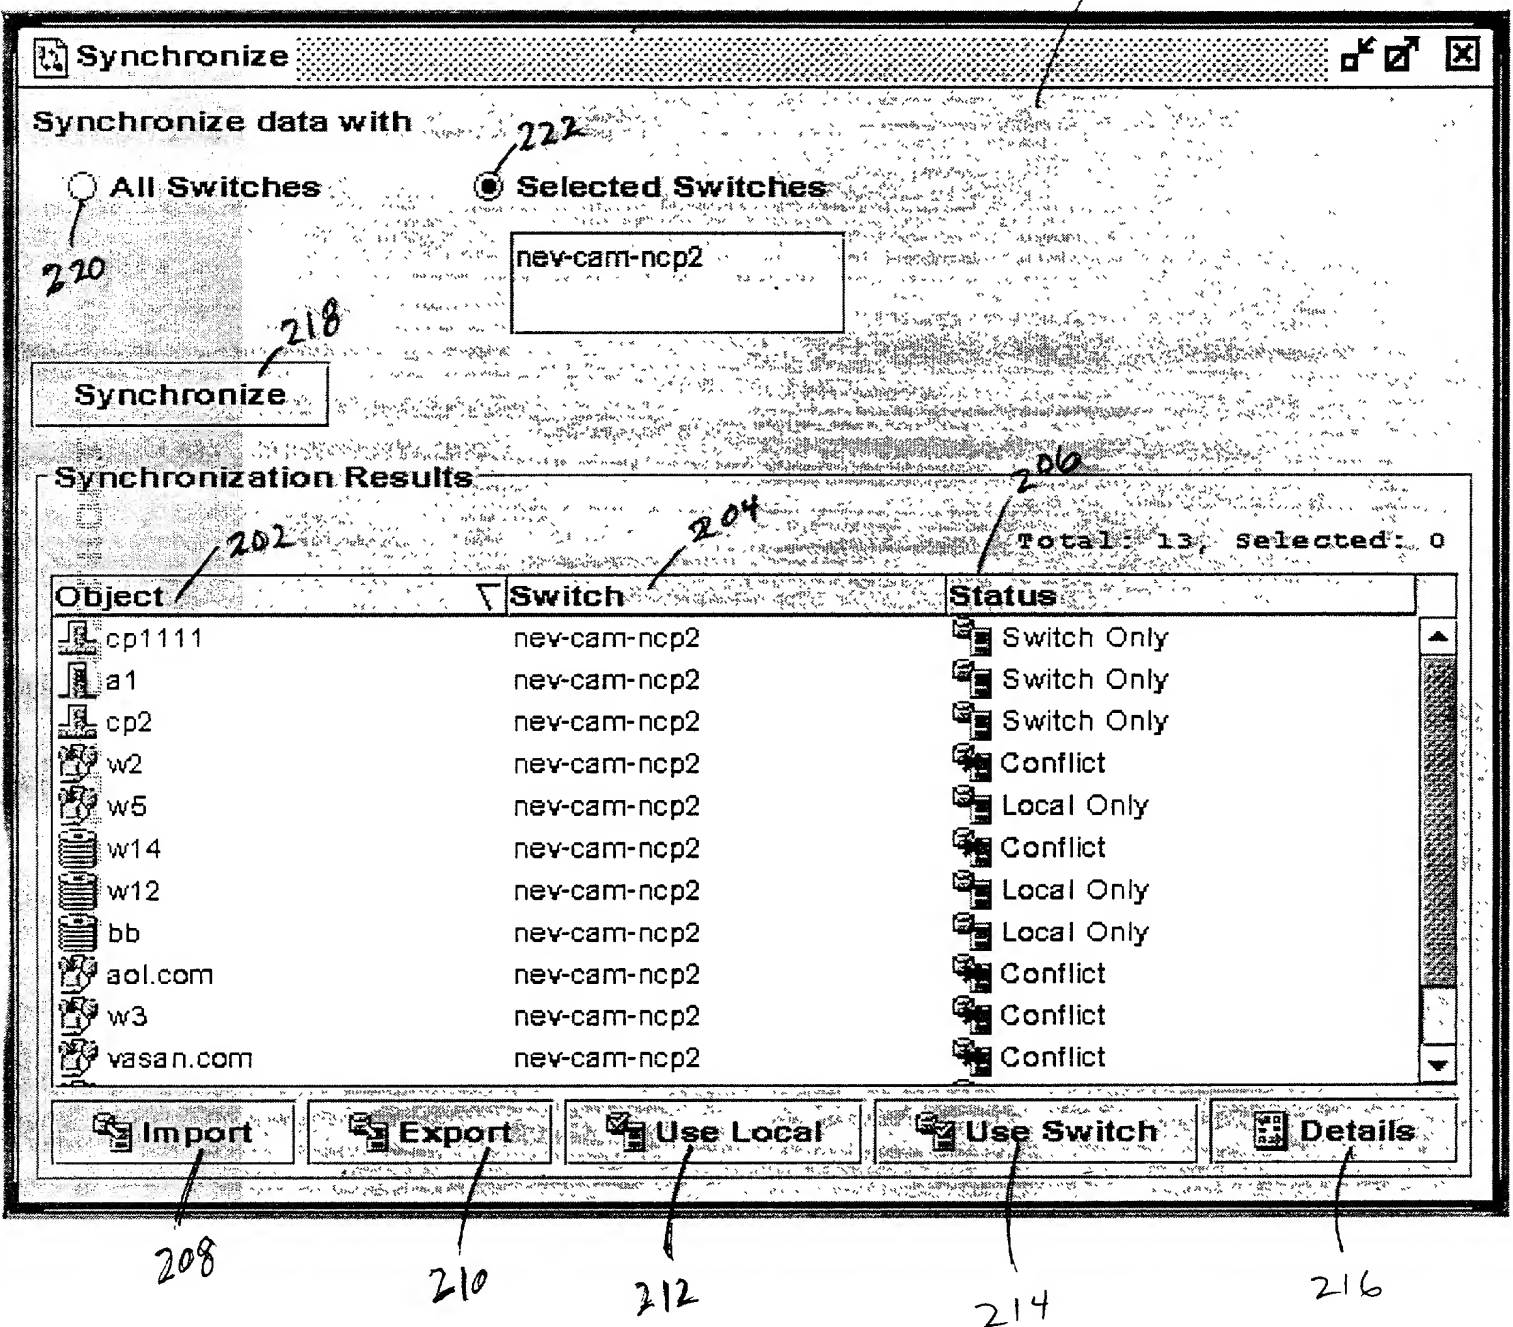 Synchronize
Synchronize data with
222
All Switches
Selected Switches
220
nev-cam-ncp2
218
Synchronize
206
Synchronization Results
204
202
Total: 13, Selected: 0
Object Switch Status
cp1111 nev-cam-ncp2 Switch Only
a1 nev-cam-ncp2 Switch Only
cp2 nev-cam-ncp2 Switch Only
w2 nev-cam-ncp2 Conflict
w5 nev-cam-ncp2 Local Only
w14 nev-cam-ncp2 Conflict
w12 nev-cam-ncp2 Local Only
bb nev-cam-ncp2 Local Only
aol.com nev-cam-ncp2 Conflict
w3 nev-cam-ncp2 Conflict
vasan.com nev-cam-ncp2 Conflict
Import Export Use Local Use Switch Details
208 210 212 214 216